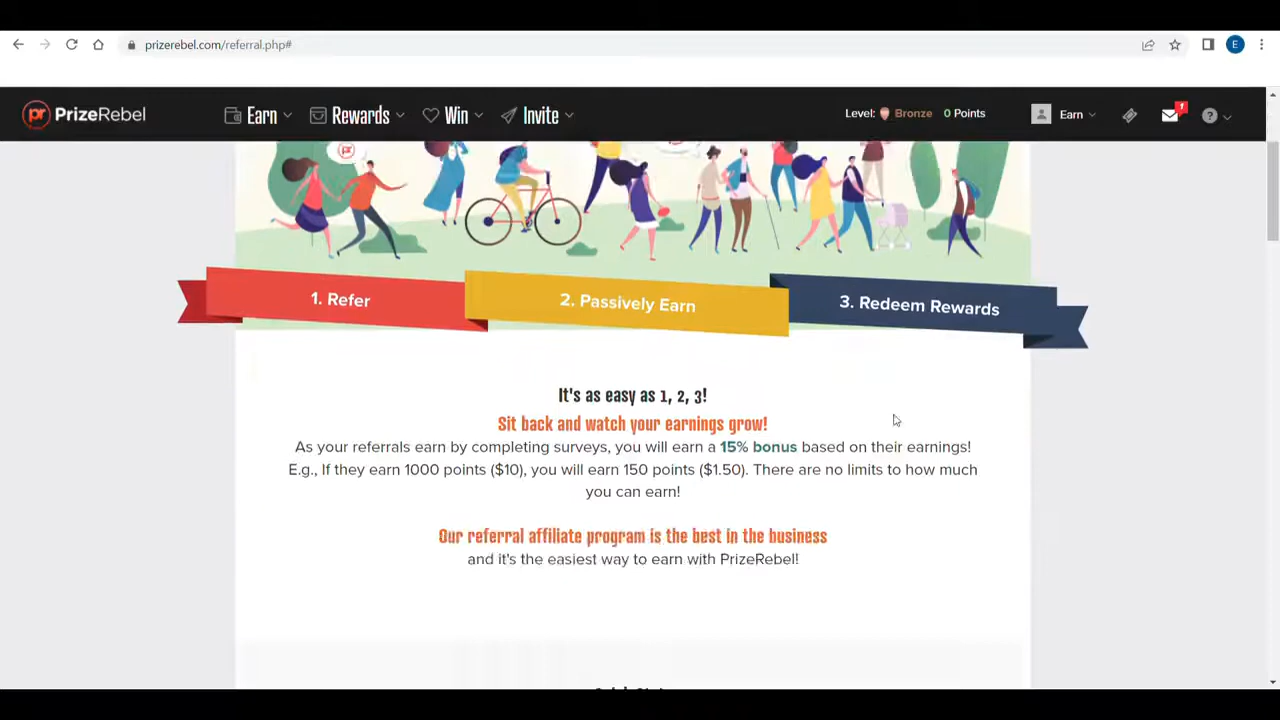 prizerebel.com/referral.php#
E
pr PrizeRebel Earn Rewards Win Invite Level: Bronze 0 Points Earn 1 ?
pr
1. Refer 2. Passively Earn 3. Redeem Rewards
It's as easy as 1, 2, 3!
Sit back and watch your earnings grow!
As your referrals earn by completing surveys, you will earn a 15% bonus based on their earnings!
E.g., If they earn 1000 points ($10), you will earn 150 points ($1.50). There are no limits to how much
you can earn!
Our referral affiliate program is the best in the business
and it's the easiest way to earn with PrizeRebel!